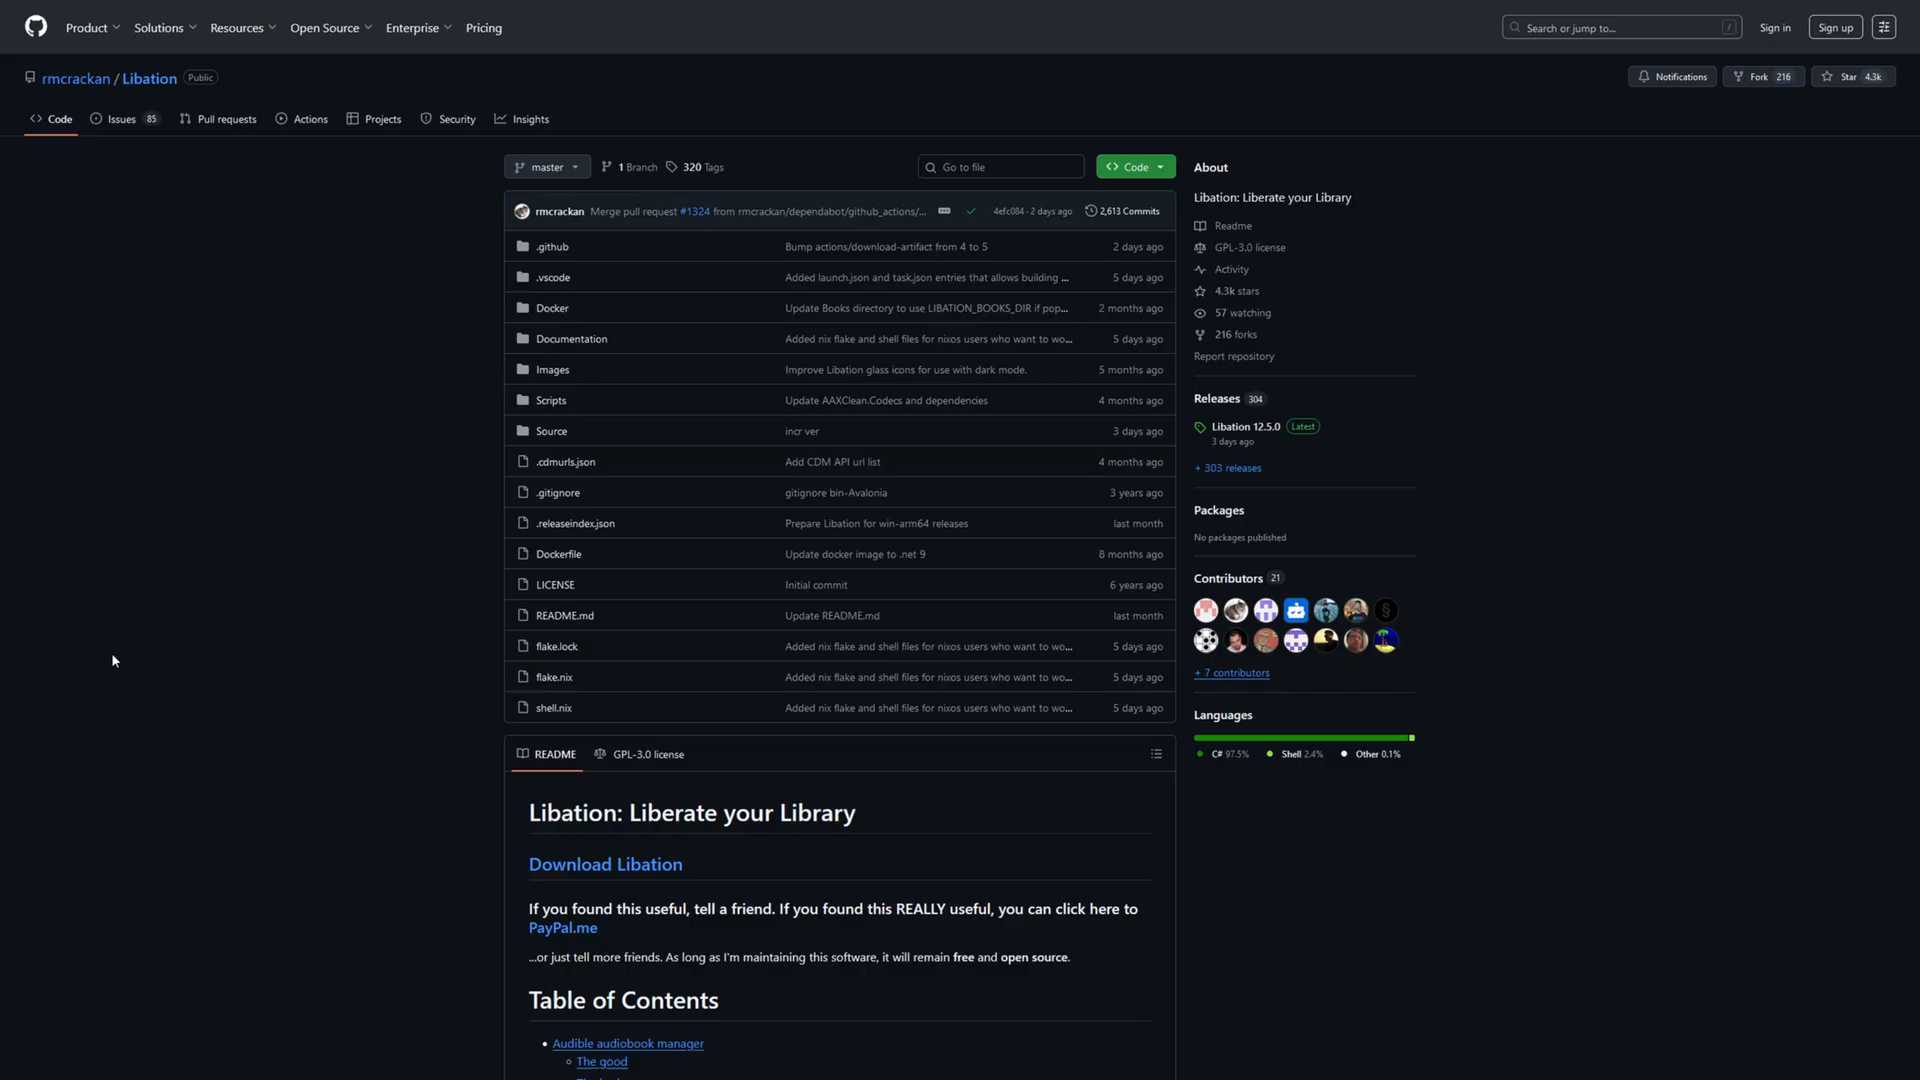 Product Solutions Resources Open Source Enterprise Pricing Search or jump to... / Sign in Sign up
rmcrackan / Libation Public Notifications Fork 216 Star 4.3k
Code Issues 85 Pull requests Actions Projects Security Insights
master 1 Branch 320 Tags Go to file Code
rmcrackan Merge pull request #1324 from rmcrackan/dependabot/github_actions/... 4efc084 · 2 days ago 2,613 Commits
.github Bump actions/download-artifact from 4 to 5 2 days ago
.vscode Added launch.json and task.json entries that allows building ... 5 days ago
Docker Update Books directory to use LIBATION_BOOKS_DIR if pop... 2 months ago
Documentation Added nix flake and shell files for nixos users who want to wo... 5 days ago
Images Improve Libation glass icons for use with dark mode. 5 months ago
Scripts Update AAXClean.Codecs and dependencies 4 months ago
Source incr ver 3 days ago
.cdmurls.json Add CDM API url list 4 months ago
.gitignore gitignore bin-Avalonia 3 years ago
.releaseindex.json Prepare Libation for win-arm64 releases last month
Dockerfile Update docker image to .net 9 8 months ago
LICENSE Initial commit 6 years ago
README.md Update README.md last month
flake.lock Added nix flake and shell files for nixos users who want to wo... 5 days ago
flake.nix Added nix flake and shell files for nixos users who want to wo... 5 days ago
shell.nix Added nix flake and shell files for nixos users who want to wo... 5 days ago
README GPL-3.0 license
Libation: Liberate your Library
Download Libation
If you found this useful, tell a friend. If you found this REALLY useful, you can click here to
PayPal.me
...or just tell more friends. As long as I'm maintaining this software, it will remain free and open source.
Table of Contents
Audible audiobook manager
The good
About
Libation: Liberate your Library
Readme
GPL-3.0 license
Activity
4.3k stars
57 watching
216 forks
Report repository
Releases 304
Libation 12.5.0 Latest
3 days ago
+ 303 releases
Packages
No packages published
Contributors 21
+ 7 contributors
Languages
C# 97.5% Shell 2.4% Other 0.1%